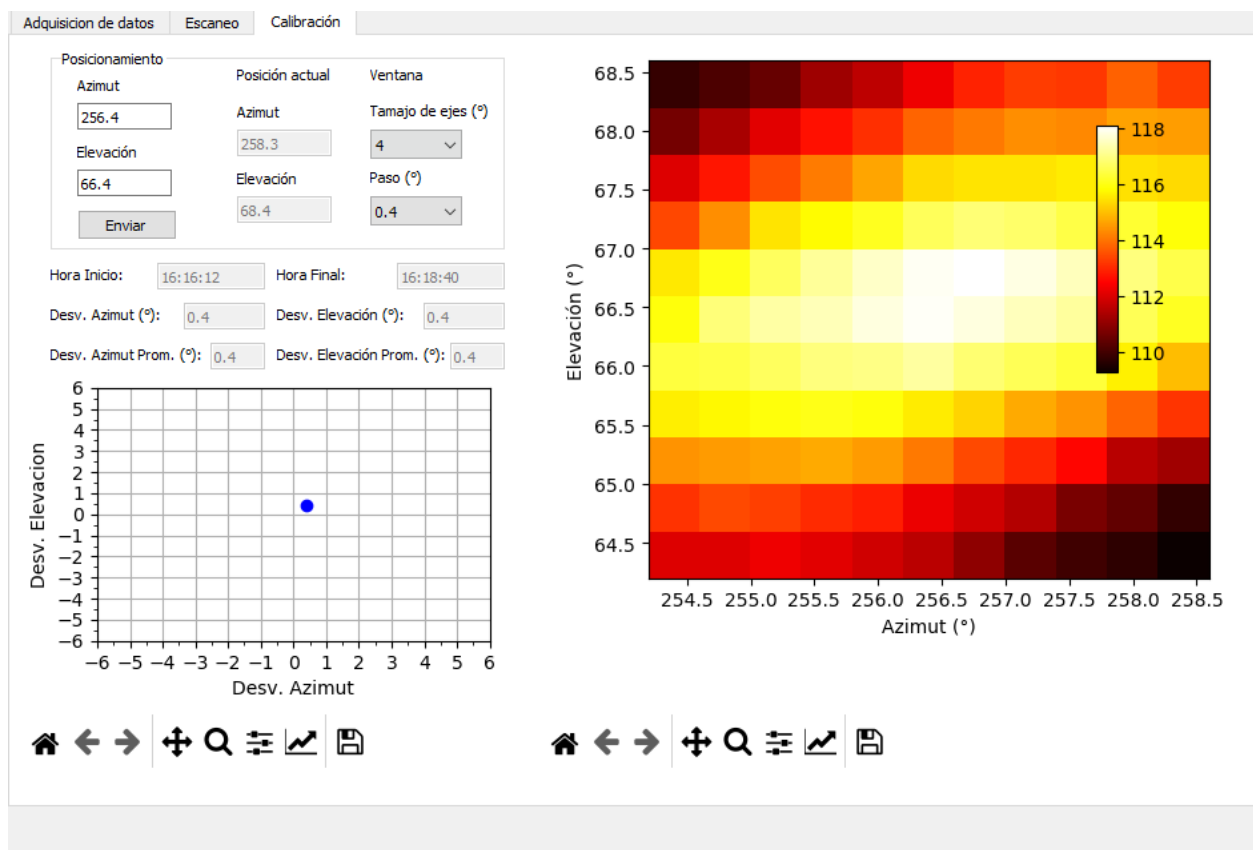 Adquisicion de datos Escaneo Calibración
Posicionamiento
Azimut
256.4
Elevación
66.4
Enviar
Posición actual
Azimut
258.3
Elevación
68.4
Ventana
Tamajo de ejes (º)
4
Paso (º)
0.4
Hora Inicio: 16:16:12 Hora Final: 16:18:40
Desv. Azimut (º): 0.4 Desv. Elevación (º): 0.4
Desv. Azimut Prom. (º): 0.4 Desv. Elevación Prom. (º): 0.4
6
5
4
3
2
1
0
−1
−2
−3
−4
−5
−6
Desv. Elevacion
−6 −5 −4 −3 −2 −1 0 1 2 3 4 5 6
Desv. Azimut
68.5
68.0
67.5
67.0
66.5
66.0
65.5
65.0
64.5
Elevación (°)
254.5 255.0 255.5 256.0 256.5 257.0 257.5 258.0 258.5
Azimut (°)
118
116
114
112
110